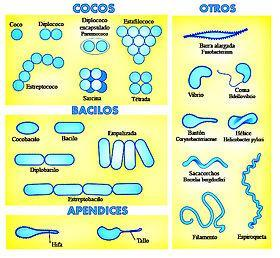 COCOS
Coco
Diplococo
Diplococo
encapsulado
Pneumococo
Estafilococo
Estreptococo
Sarcina
Tétrada
BACILOS
Cocobacilo
Bacilo
Empalizada
Diplobacilo
Estreptobacilo
APENDICES
Hifa
Tallo
OTROS
Barra alargada
Fusobacterium
Vibrio
Coma
Bdellovibrio
Bastón
Corynebacteriaceae
Hélice
Helicobacter pylori
Sacacorchos
Borrelia burgdorferi
Filamento
Espiroqueta